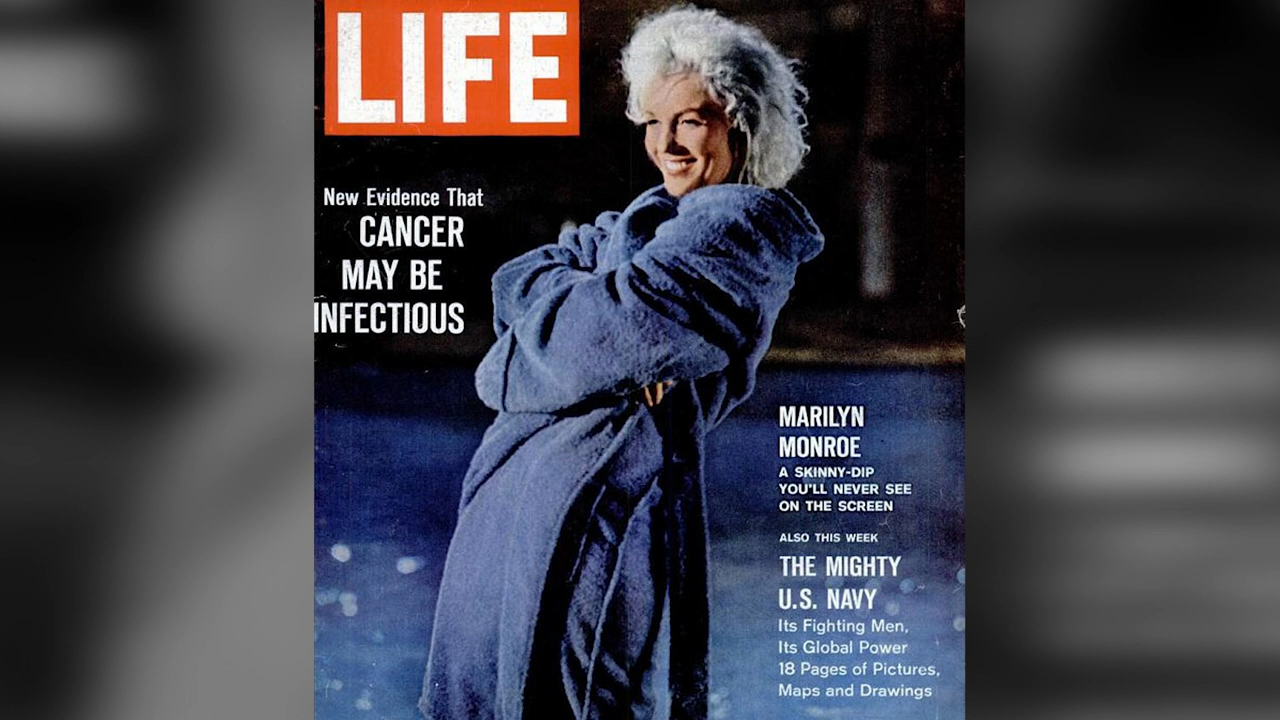 LIFE
New Evidence That
CANCER
MAY BE
INFECTIOUS
MARILYN
MONROE
A SKINNY-DIP
YOU'LL NEVER SEE
ON THE SCREEN
ALSO THIS WEEK
THE MIGHTY
U.S. NAVY
Its Fighting Men,
Its Global Power
18 Pages of Pictures,
Maps and Drawings